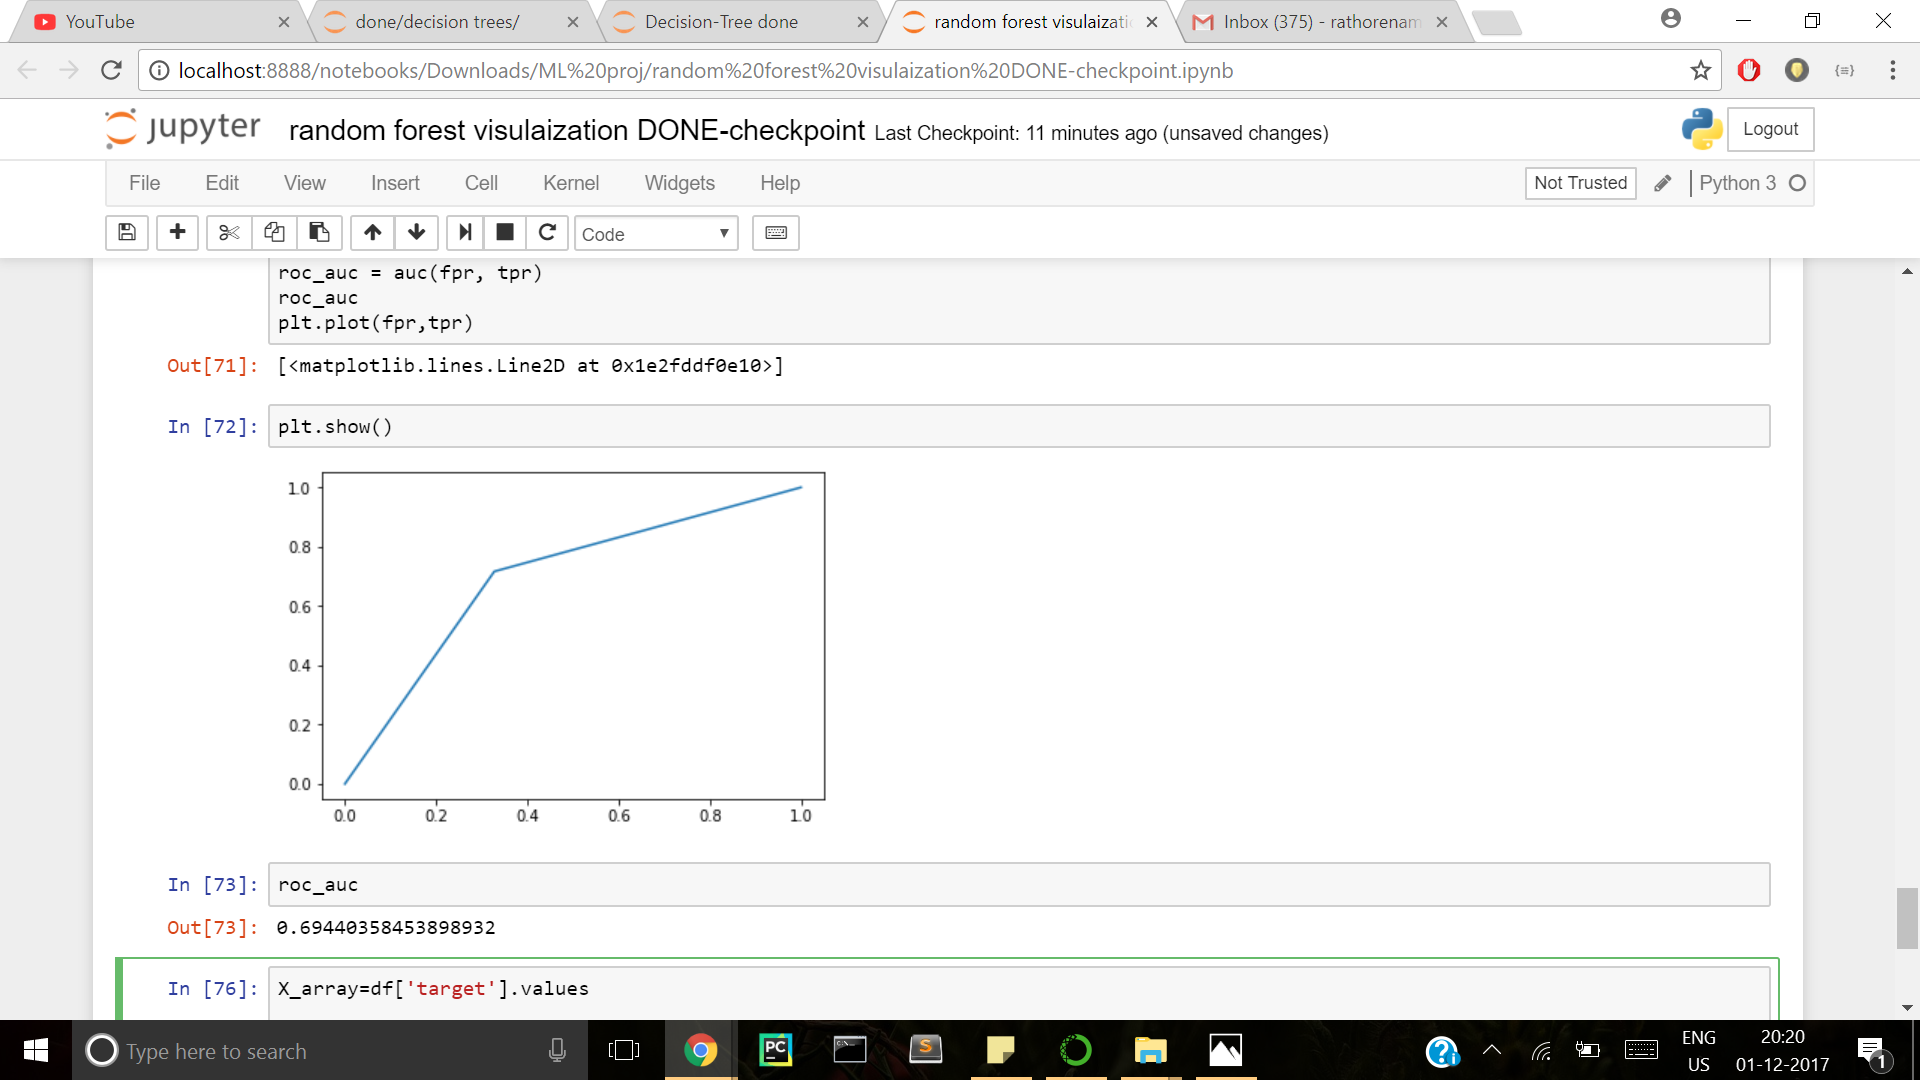 YouTube
done/decision trees/
Decision-Tree done
random forest visulaizati
Inbox (375) - rathorenam
localhost:8888/notebooks/Downloads/ML%20proj/random%20forest%20visulaization%20DONE-checkpoint.ipynb
jupyter random forest visulaization DONE-checkpoint Last Checkpoint: 11 minutes ago (unsaved changes)
Logout
File Edit View Insert Cell Kernel Widgets Help
Not Trusted
Python 3
Code
roc_auc = auc(fpr, tpr)
roc_auc
plt.plot(fpr,tpr)
Out[71]: [<matplotlib.lines.Line2D at 0x1e2fddf0e10>]
In [72]: plt.show()
1.0
0.8
0.6
0.4
0.2
0.0
0.0 0.2 0.4 0.6 0.8 1.0
In [73]: roc_auc
Out[73]: 0.69440358453898932
In [76]: X_array=df['target'].values
Type here to search
PC
S
ENG
US
20:20
01-12-2017
1